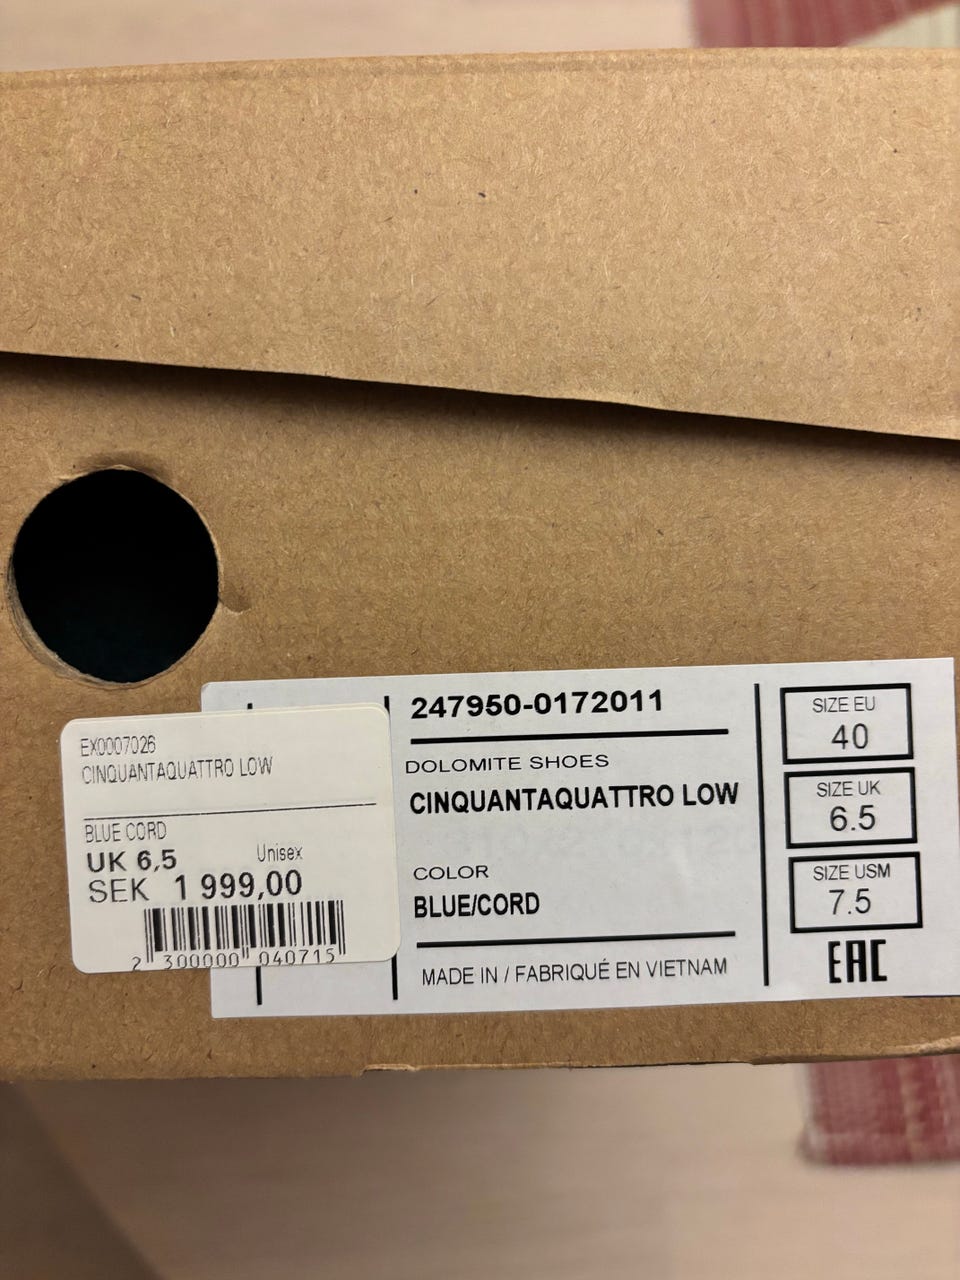 EX0007026
CINQUANTAQUATTRO LOW
BLUE CORD
UK 6,5 Unisex
SEK 1 999,00
2 300000 040715
247950-0172011
DOLOMITE SHOES
CINQUANTAQUATTRO LOW
COLOR
BLUE/CORD
MADE IN / FABRIQUÉ EN VIETNAM
SIZE EU
40
SIZE UK
6.5
SIZE USM
7.5
EAC